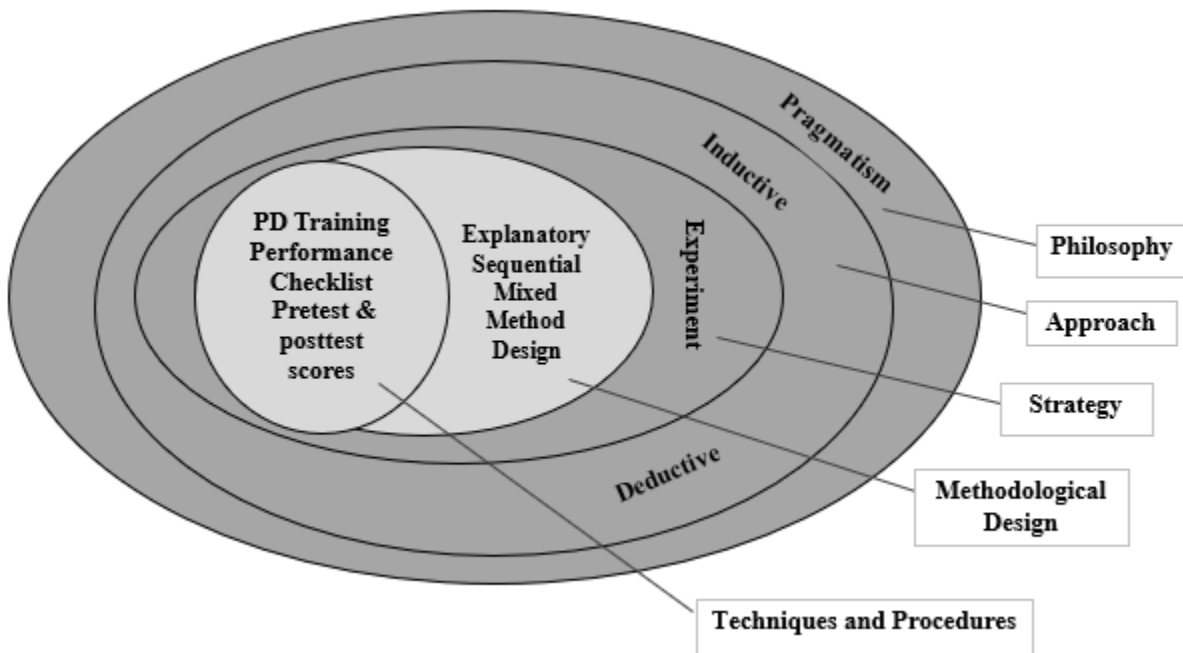 Pragmatism
Inductive
PD Training
Performance
Checklist
Pretest &
posttest
scores
Explanatory
Sequential
Mixed
Method
Design
Experiment
Deductive
Philosophy
Approach
Strategy
Methodological
Design
Techniques and Procedures